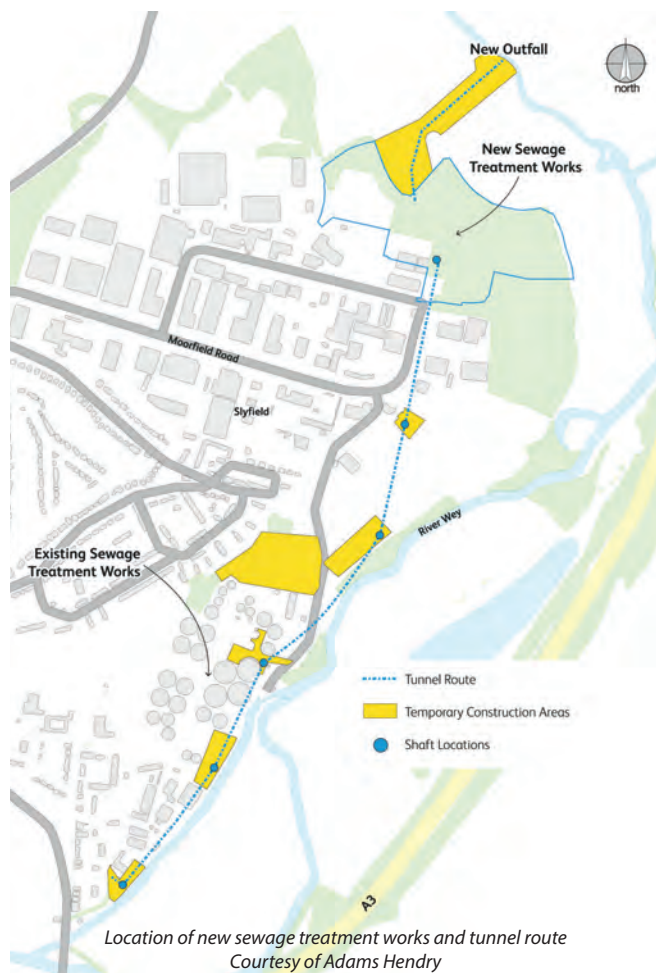 New Outfall
north
New Sewage
Treatment Works
Moorfield Road
Slyfield
River Wey
Existing Sewage
Treatment Works
Tunnel Route
Temporary Construction Areas
Shaft Locations
A3
Location of new sewage treatment works and tunnel route
Courtesy of Adams Hendry